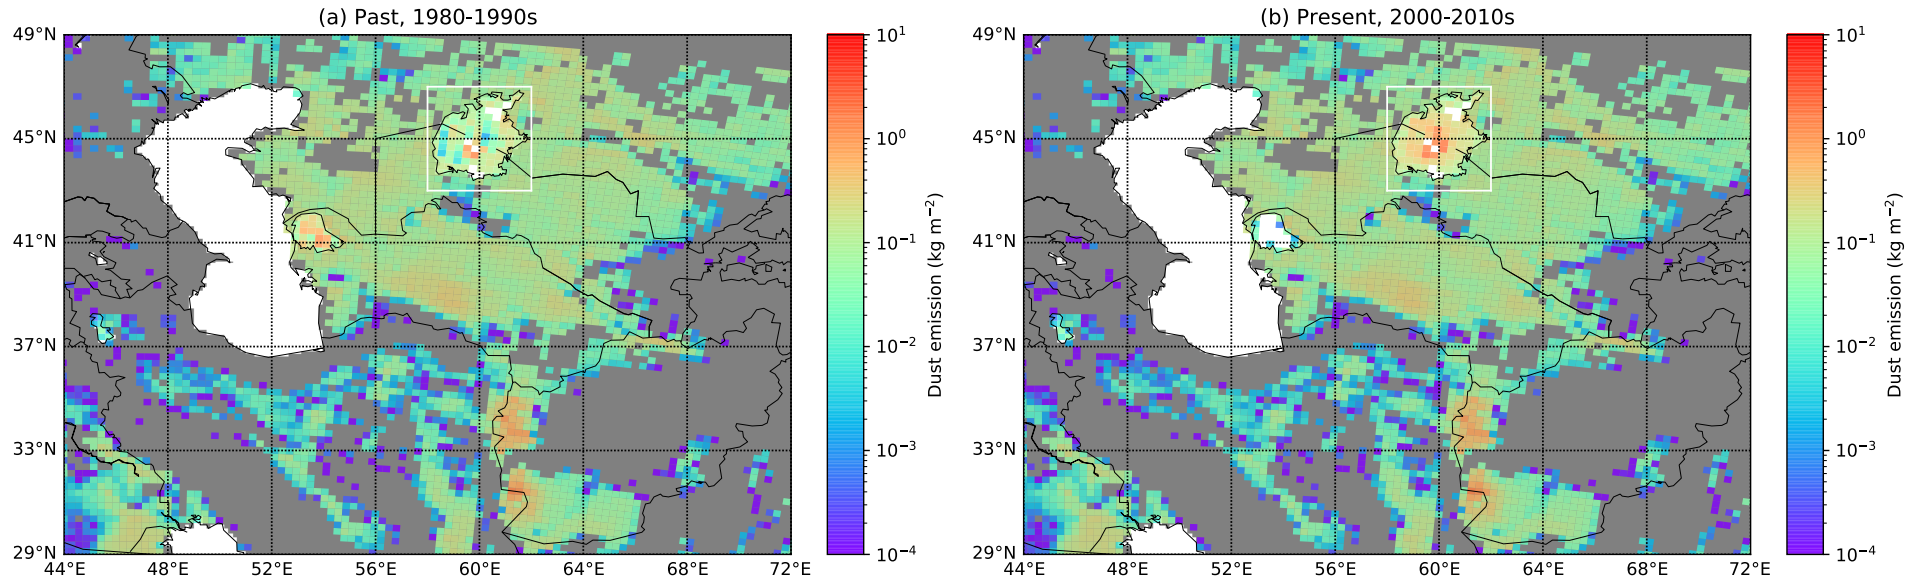 (a) Past, 1980-1990s
49°N
45°N
41°N
37°N
33°N
29°N
44°E 48°E 52°E 56°E 60°E 64°E 68°E 72°E
10¹
10⁰
10⁻¹
10⁻²
10⁻³
10⁻⁴
Dust emission (kg m⁻²)
(b) Present, 2000-2010s
49°N
45°N
41°N
37°N
33°N
29°N
44°E 48°E 52°E 56°E 60°E 64°E 68°E 72°E
10¹
10⁰
10⁻¹
10⁻²
10⁻³
10⁻⁴
Dust emission (kg m⁻²)